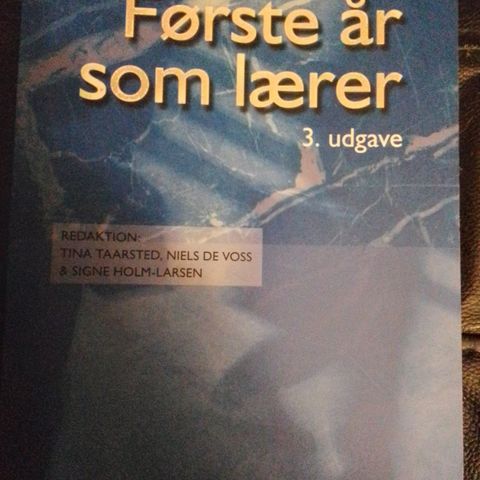 Første år
som lærer
3. udgave
REDAKTION:
TINA TAARSTED, NIELS DE VOSS
& SIGNE HOLM-LARSEN